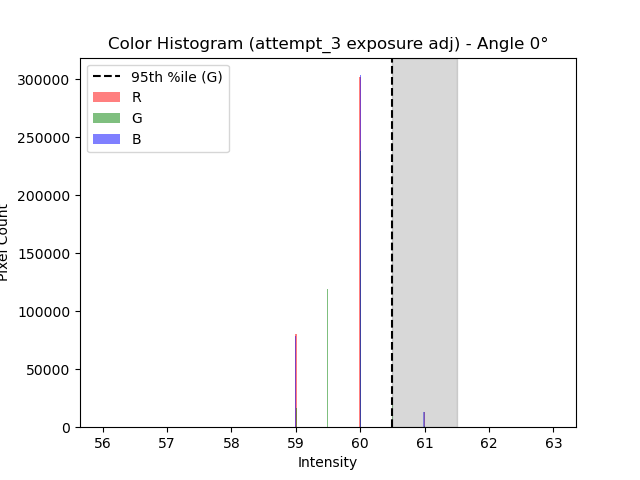 Color Histogram (attempt_3 exposure adj) - Angle 0°
95th %ile (G)
R
G
B
300000
250000
200000
150000
100000
50000
0
Pixel Count
56 57 58 59 60 61 62 63
Intensity